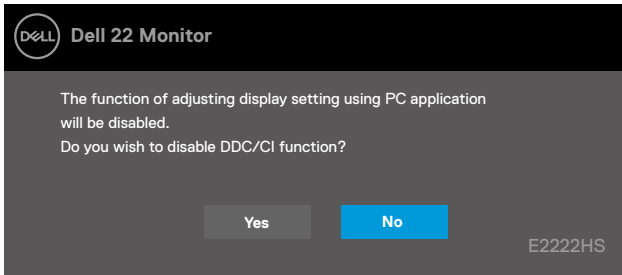 DELL
Dell 22 Monitor
The function of adjusting display setting using PC application
will be disabled.
Do you wish to disable DDC/CI function?
Yes
No
E2222HS